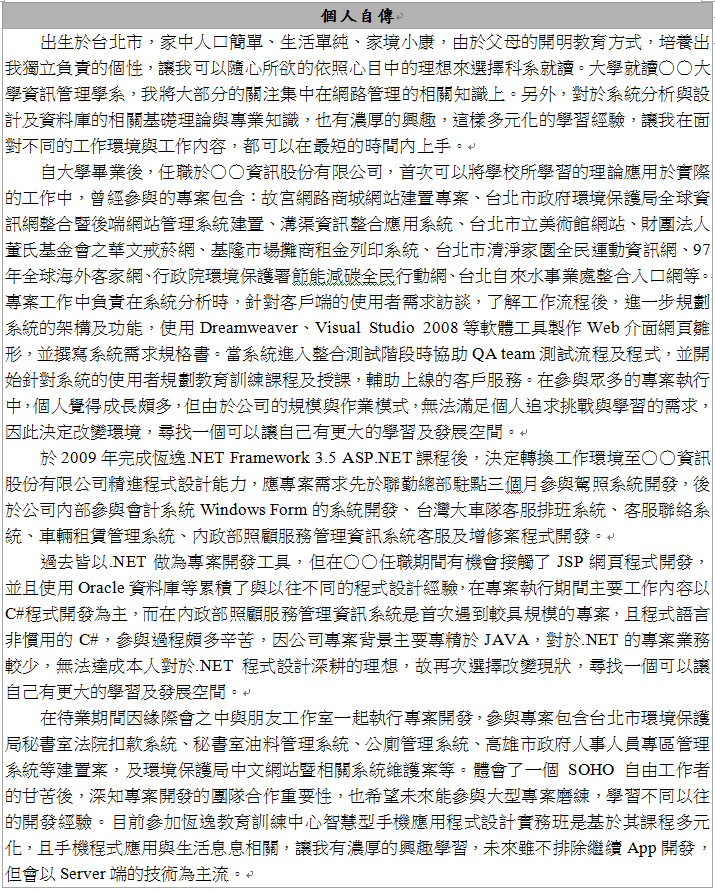 個人自傳
出生於台北市，家中人口簡單、生活單純、家境小康，由於父母的開明教育方式，培養出
我獨立負責的個性，讓我可以隨心所欲的依照心目中的理想來選擇科系就讀。大學就讀○○大
學資訊管理學系，我將大部分的關注集中在網路管理的相關知識上。另外，對於系統分析與設
計及資料庫的相關基礎理論與專業知識，也有濃厚的興趣，這樣多元化的學習經驗，讓我在面
對不同的工作環境與工作內容，都可以在最短的時間內上手。
自大學畢業後，任職於○○資訊股份有限公司，首次可以將學校所學習的理論應用於實際
的工作中，曾經參與的專案包含：故宮網路商城網站建置專案、台北市政府環境保護局全球資
訊網整合暨後端網站管理系統建置、溝渠資訊整合應用系統、台北市立美術館網站、財團法人
董氏基金會之華文戒菸網、基隆市場攤商租金列印系統、台北市清淨家園全民運動資訊網、97
年全球海外客家網、行政院環境保護署節能減碳全民行動網、台北自來水事業處整合入口網等。
專案工作中負責在系統分析時，針對客戶端的使用者需求訪談，了解工作流程後，進一步規劃
系統的架構及功能，使用 Dreamweaver、Visual Studio 2008 等軟體工具製作 Web 介面網頁雛
形，並撰寫系統需求規格書。當系統進入整合測試階段時協助 QA team 測試流程及程式，並開
始針對系統的使用者規劃教育訓練課程及授課，輔助上線的客戶服務。在參與眾多的專案執行
中，個人覺得成長頗多，但由於公司的規模與作業模式，無法滿足個人追求挑戰與學習的需求，
因此決定改變環境，尋找一個可以讓自己有更大的學習及發展空間。
於 2009 年完成恆逸.NET Framework 3.5 ASP.NET 課程後，決定轉換工作環境至○○資訊
股份有限公司精進程式設計能力，應專案需求先於聯勤總部駐點三個月參與駕照系統開發，後
於公司內部參與會計系統 Windows Form 的系統開發、台灣大車隊客服排班系統、客服聯絡系
統、車輛租賃管理系統、內政部照顧服務管理資訊系統客服及增修案程式開發。
過去皆以.NET 做為專案開發工具，但在○○任職期間有機會接觸了 JSP 網頁程式開發，
並且使用 Oracle 資料庫等累積了與以往不同的程式設計經驗，在專案執行期間主要工作內容以
C#程式開發為主，而在內政部照顧服務管理資訊系統是首次遇到較具規模的專案，且程式語言
非慣用的 C#，參與過程頗多辛苦，因公司專案背景主要專精於 JAVA，對於.NET 的專案業務
較少，無法達成本人對於.NET 程式設計深耕的理想，故再次選擇改變現狀，尋找一個可以讓
自己有更大的學習及發展空間。
在待業期間因緣際會之中與朋友工作室一起執行專案開發，參與專案包含台北市環境保護
局秘書室法院扣款系統、秘書室油料管理系統、公廁管理系統、高雄市政府人事人員專區管理
系統等建置案，及環境保護局中文網站暨相關系統維護案等。體會了一個 SOHO 自由工作者
的甘苦後，深知專案開發的團隊合作重要性，也希望未來能參與大型專案磨練，學習不同以往
的開發經驗。目前參加恆逸教育訓練中心智慧型手機應用程式設計實務班是基於其課程多元
化，且手機程式應用與生活息息相關，讓我有濃厚的興趣學習，未來雖不排除繼續 App 開發，
但會以 Server 端的技術為主流。